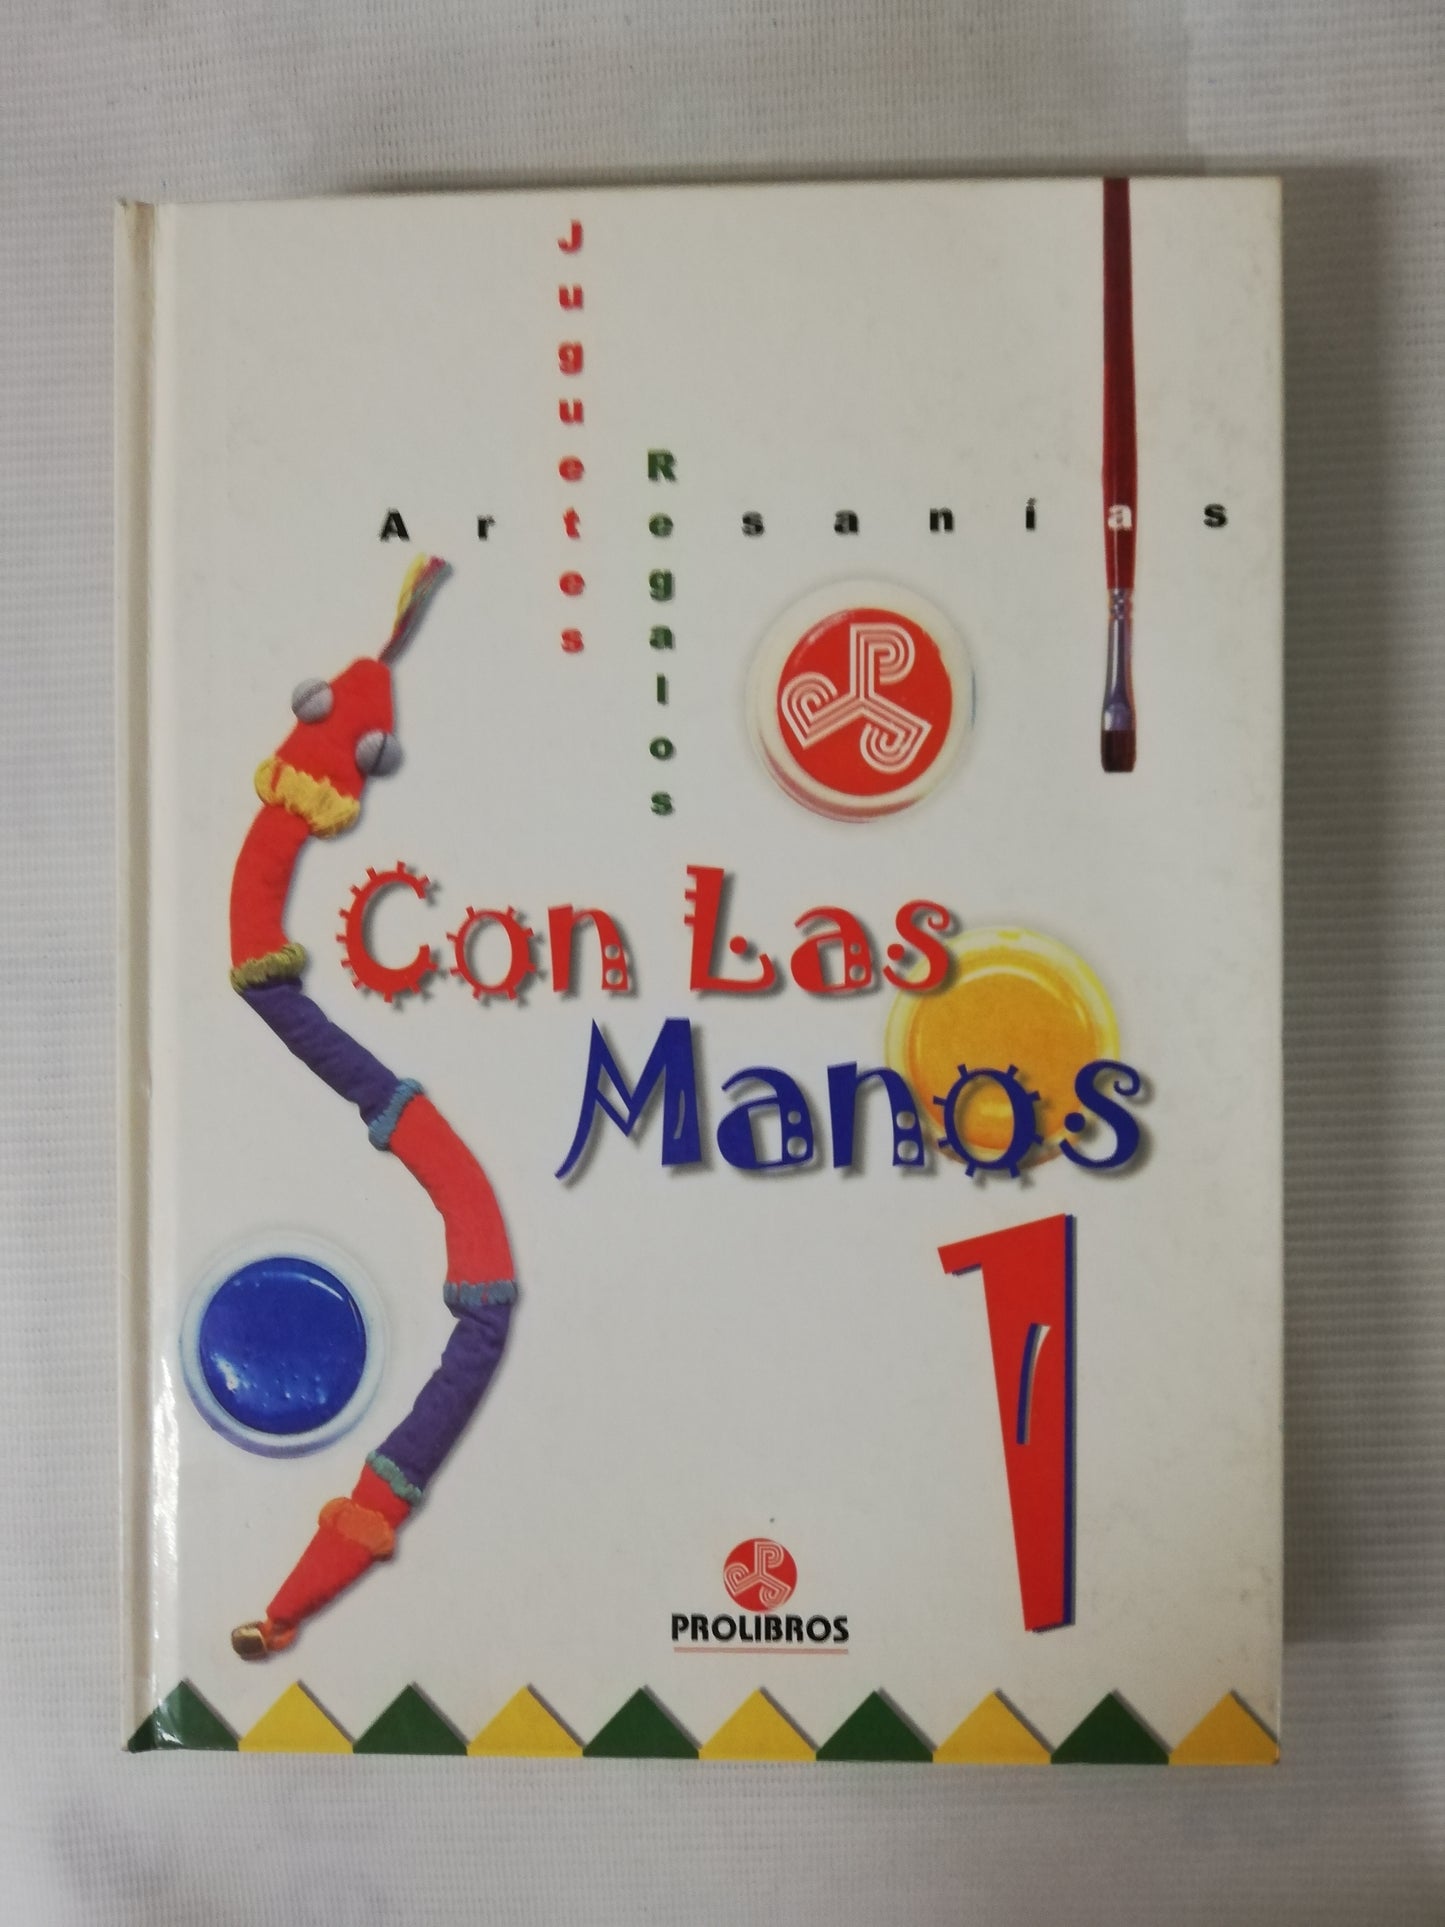 Juguetes
Regalos
Artesanías
Con Las
Manos
1
PROLIBROS